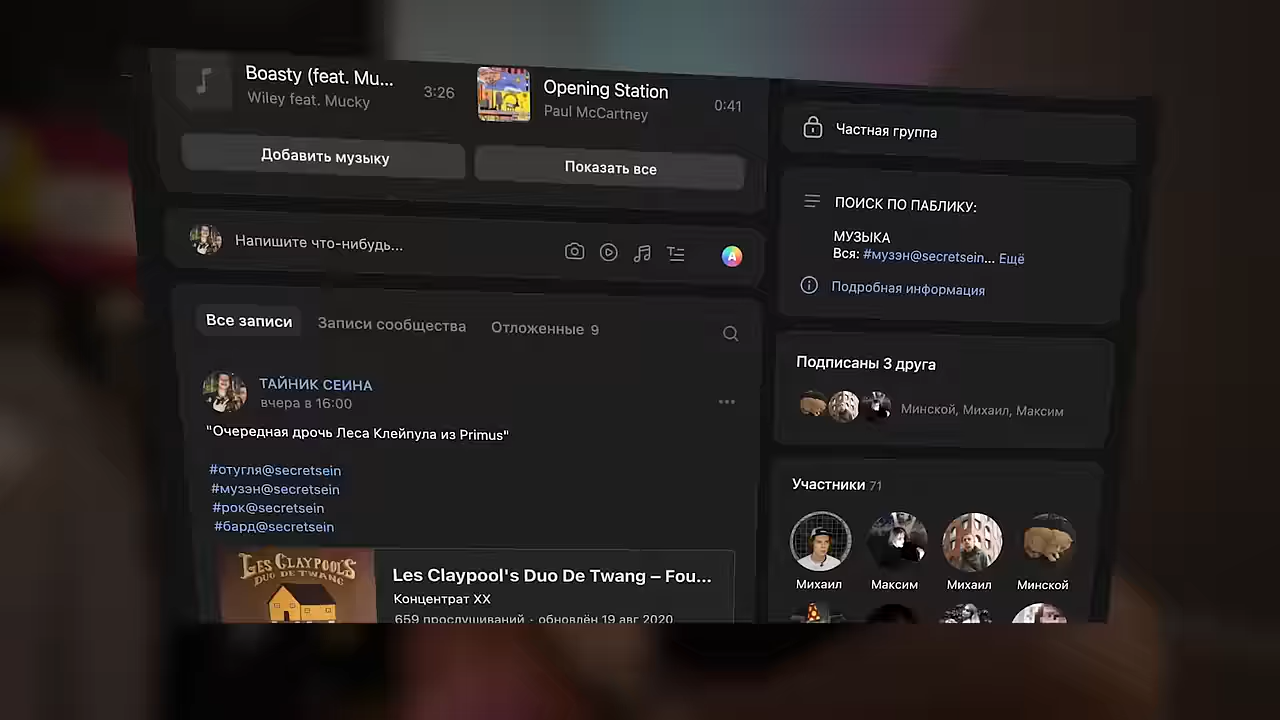 Boasty (feat. Mu...
Wiley feat. Mucky
3:26
Opening Station
Paul McCartney
0:41
Добавить музыку
Показать все
Напишите что-нибудь...
Все записи
Записи сообщества
Отложенные 9
ТАЙНИК СЕИНА
вчера в 16:00
"Очередная дрочь Леса Клейпула из Primus"
#отугля@secretsein
#музэн@secretsein
#рок@secretsein
#бард@secretsein
LES CLAYPOOL'S
DUO DE TWANG
Les Claypool's Duo De Twang – Fou...
Концентрат XX
659 прослушиваний · обновлён 19 авг 2020
Частная группа
ПОИСК ПО ПАБЛИКУ:
МУЗЫКА
Вся: #музэн@secretsein... Ещё
Подробная информация
Подписаны 3 друга
Минской, Михаил, Максим
Участники 71
Михаил
Максим
Михаил
Минской